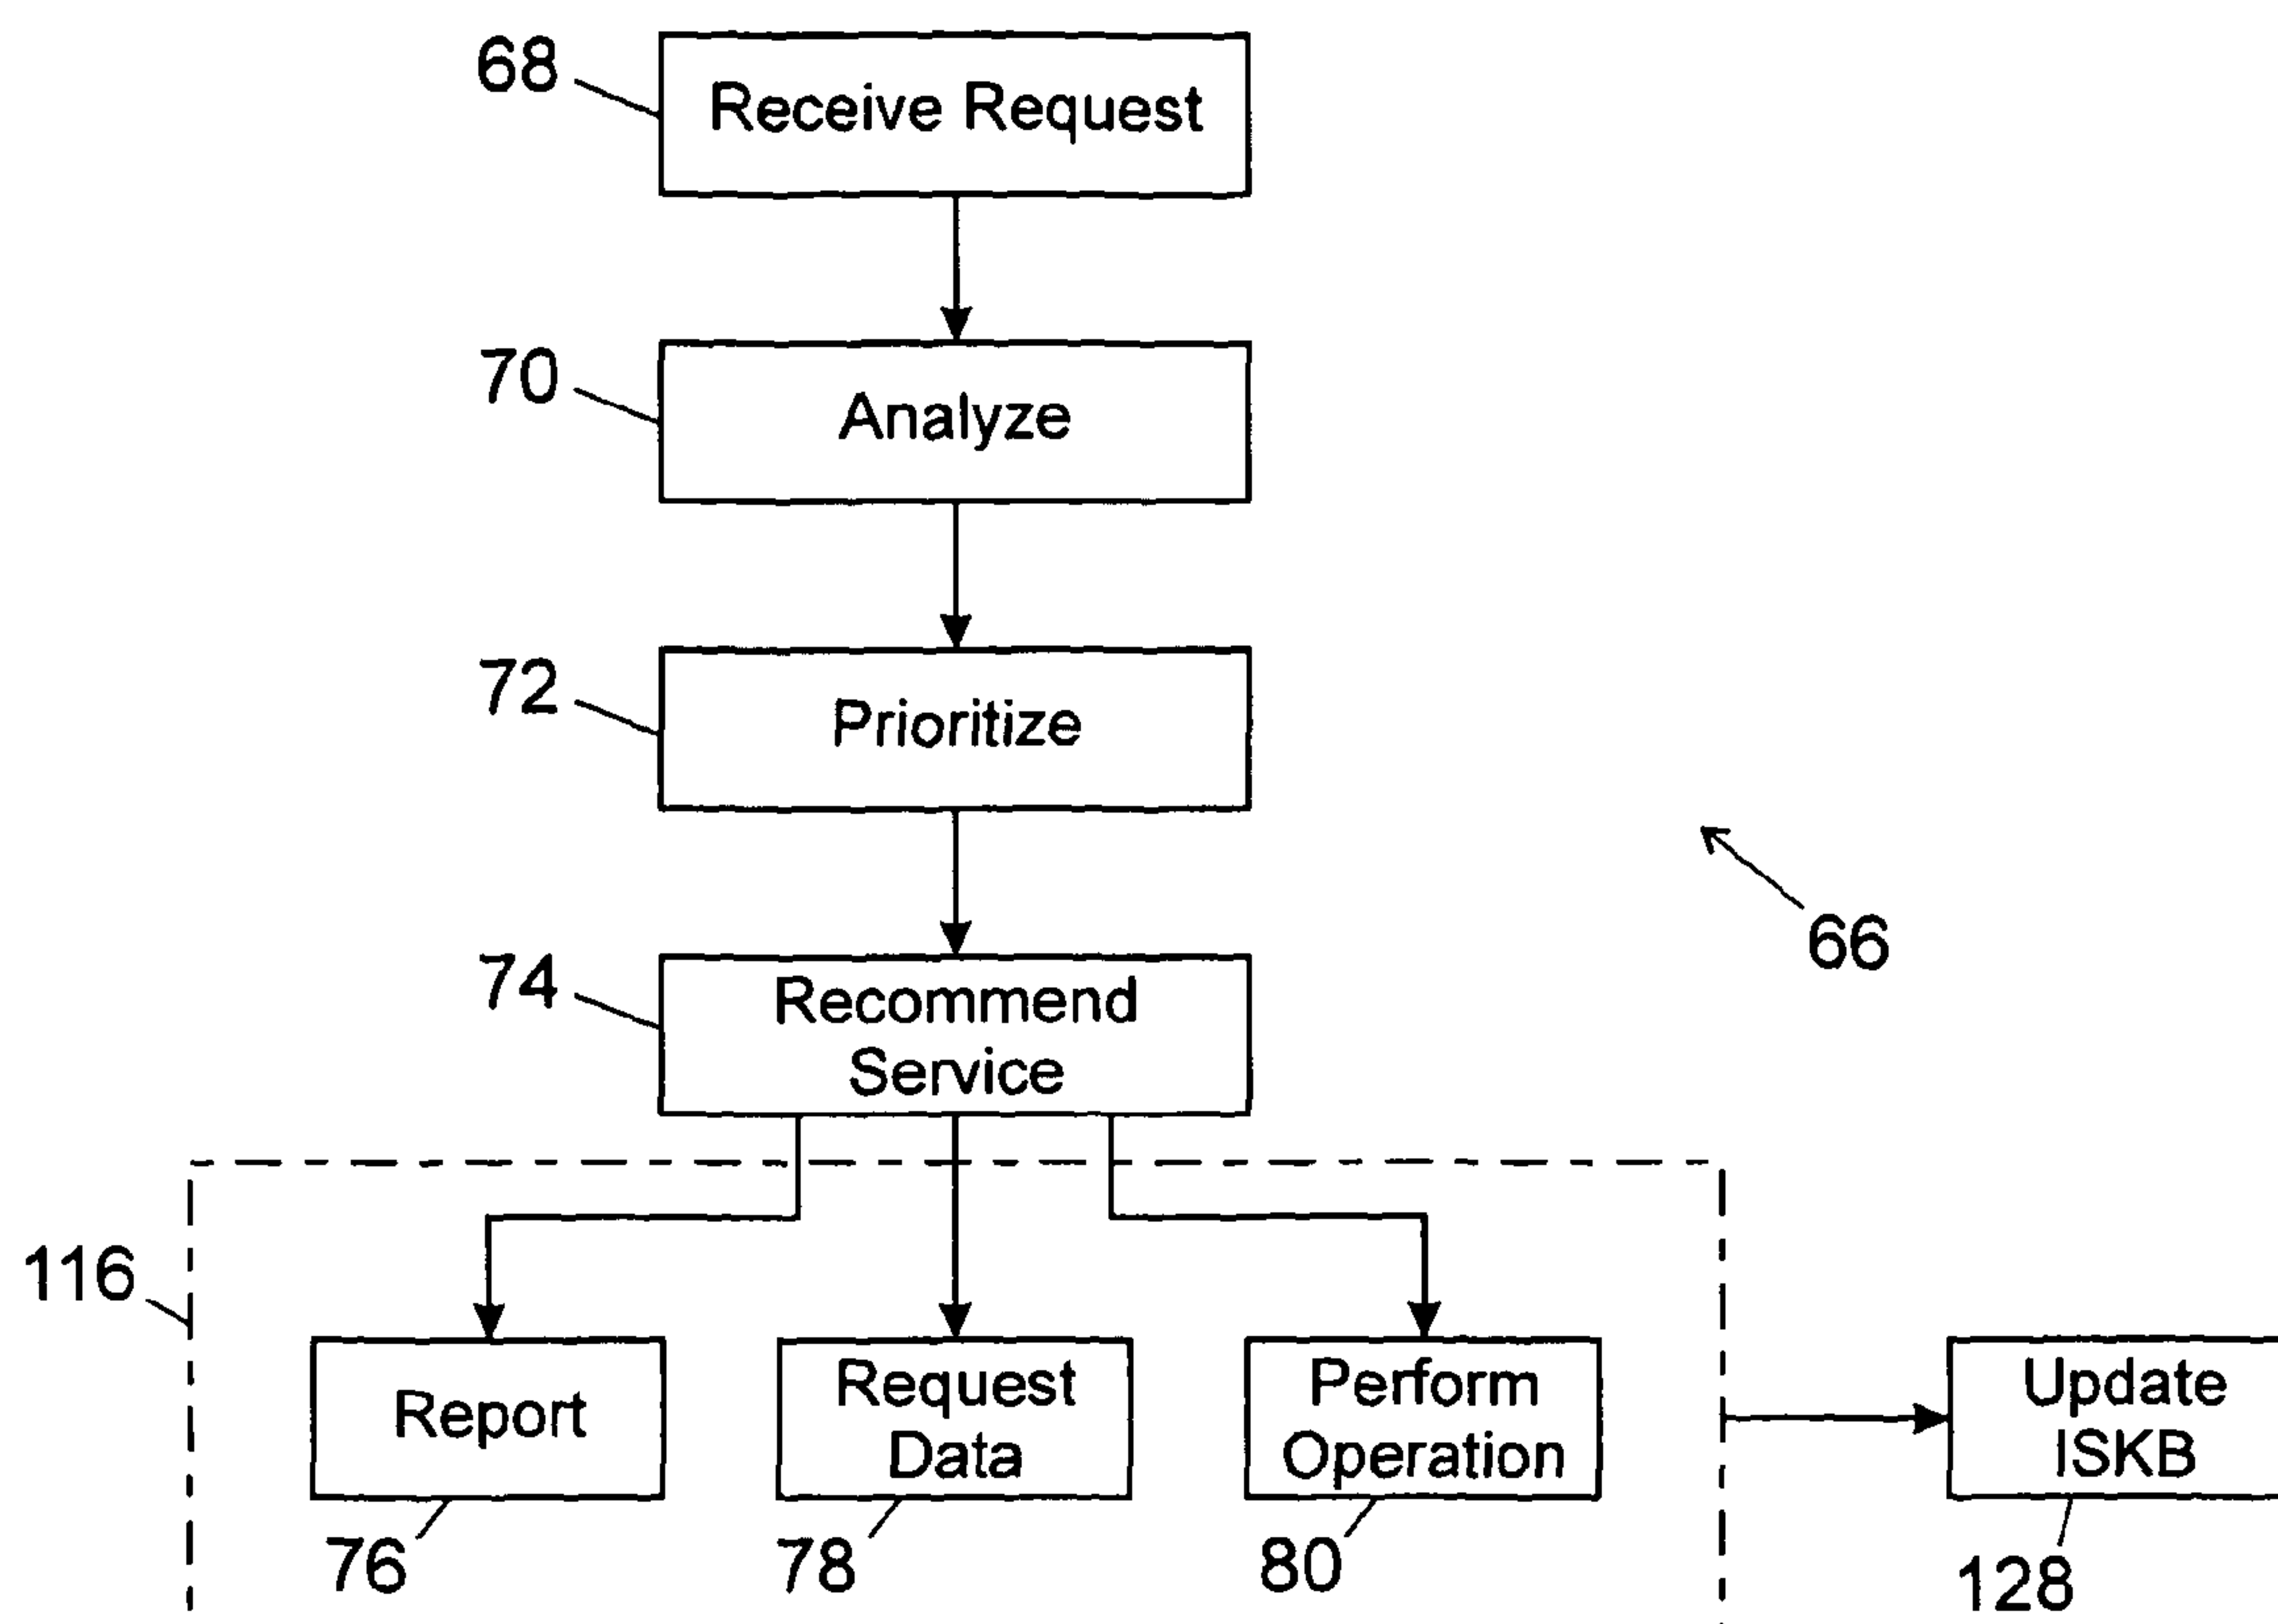 68
Receive Request
70
Analyze
72
Prioritize
66
74
Recommend
Service
116
Report
Request
Data
Perform
Operation
Update
ISKB
76
78
80
128